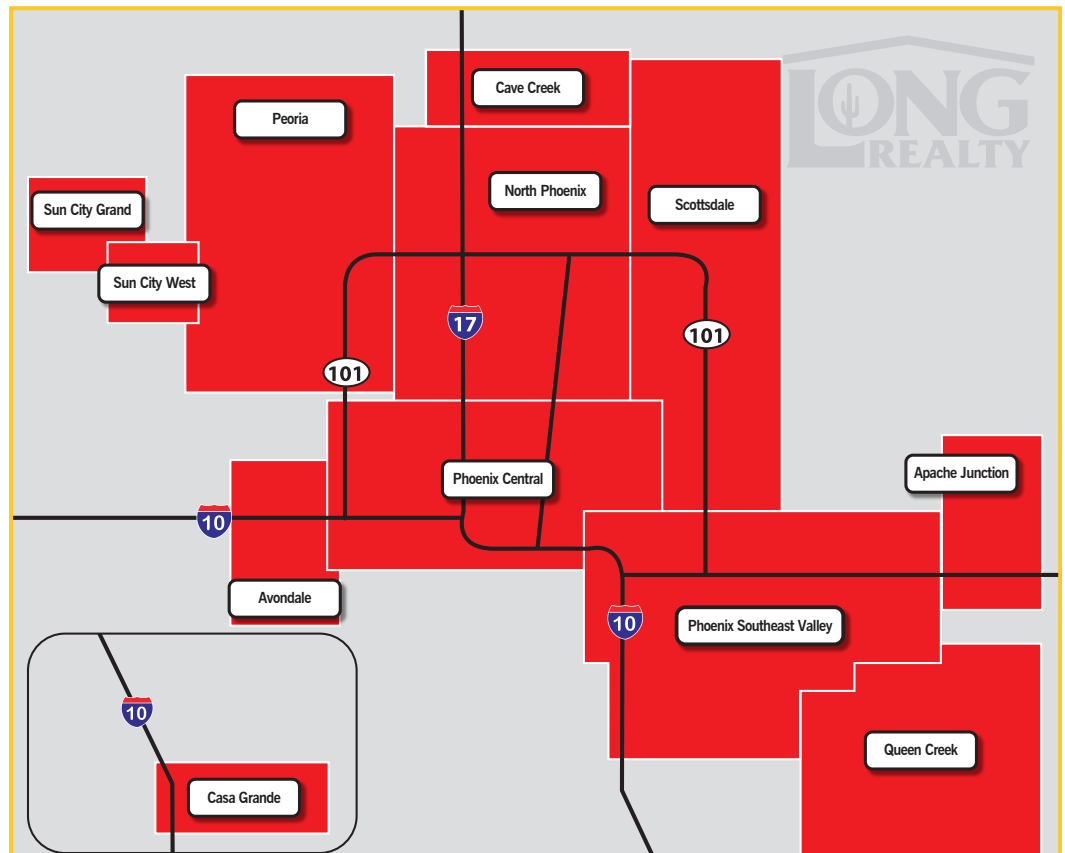 Cave Creek
Peoria
LONG
REALTY
North Phoenix
Scottsdale
Sun City Grand
Sun City West
17
101
101
Phoenix Central
Apache Junction
10
Avondale
10
Phoenix Southeast Valley
10
Queen Creek
Casa Grande